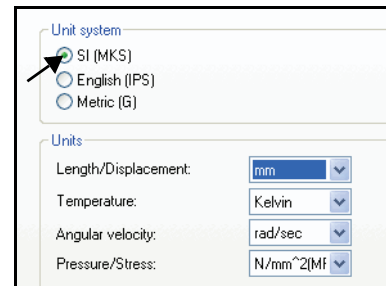 Unit system
SI (MKS)
English (IPS)
Metric (G)
Units
Length/Displacement: mm
Temperature: Kelvin
Angular velocity: rad/sec
Pressure/Stress: N/mm^2(MF